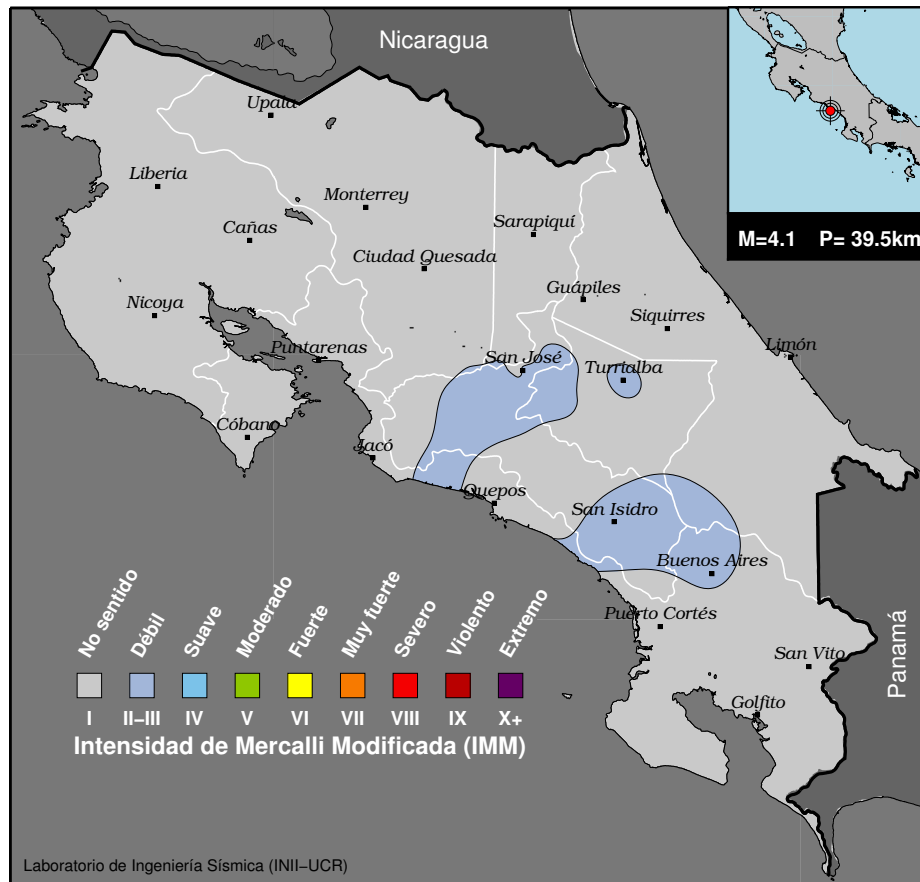 Nicaragua
Upala
Liberia
Monterrey
Cañas
Sarapiquí
Ciudad Quesada
M=4.1 P= 39.5km
Guápiles
Nicoya
Siquirres
Puntarenas
San José
Limón
Turrialba
Cóbano
Jacó
Quepos
San Isidro
Buenos Aires
Puerto Cortés
San Vito
Golfito
Panamá
No sentido
Débil
Suave
Moderado
Fuerte
Muy fuerte
Severo
Violento
Extremo
I II–III IV V VI VII VIII IX X+
Intensidad de Mercalli Modificada (IMM)
Laboratorio de Ingeniería Sísmica (INII–UCR)